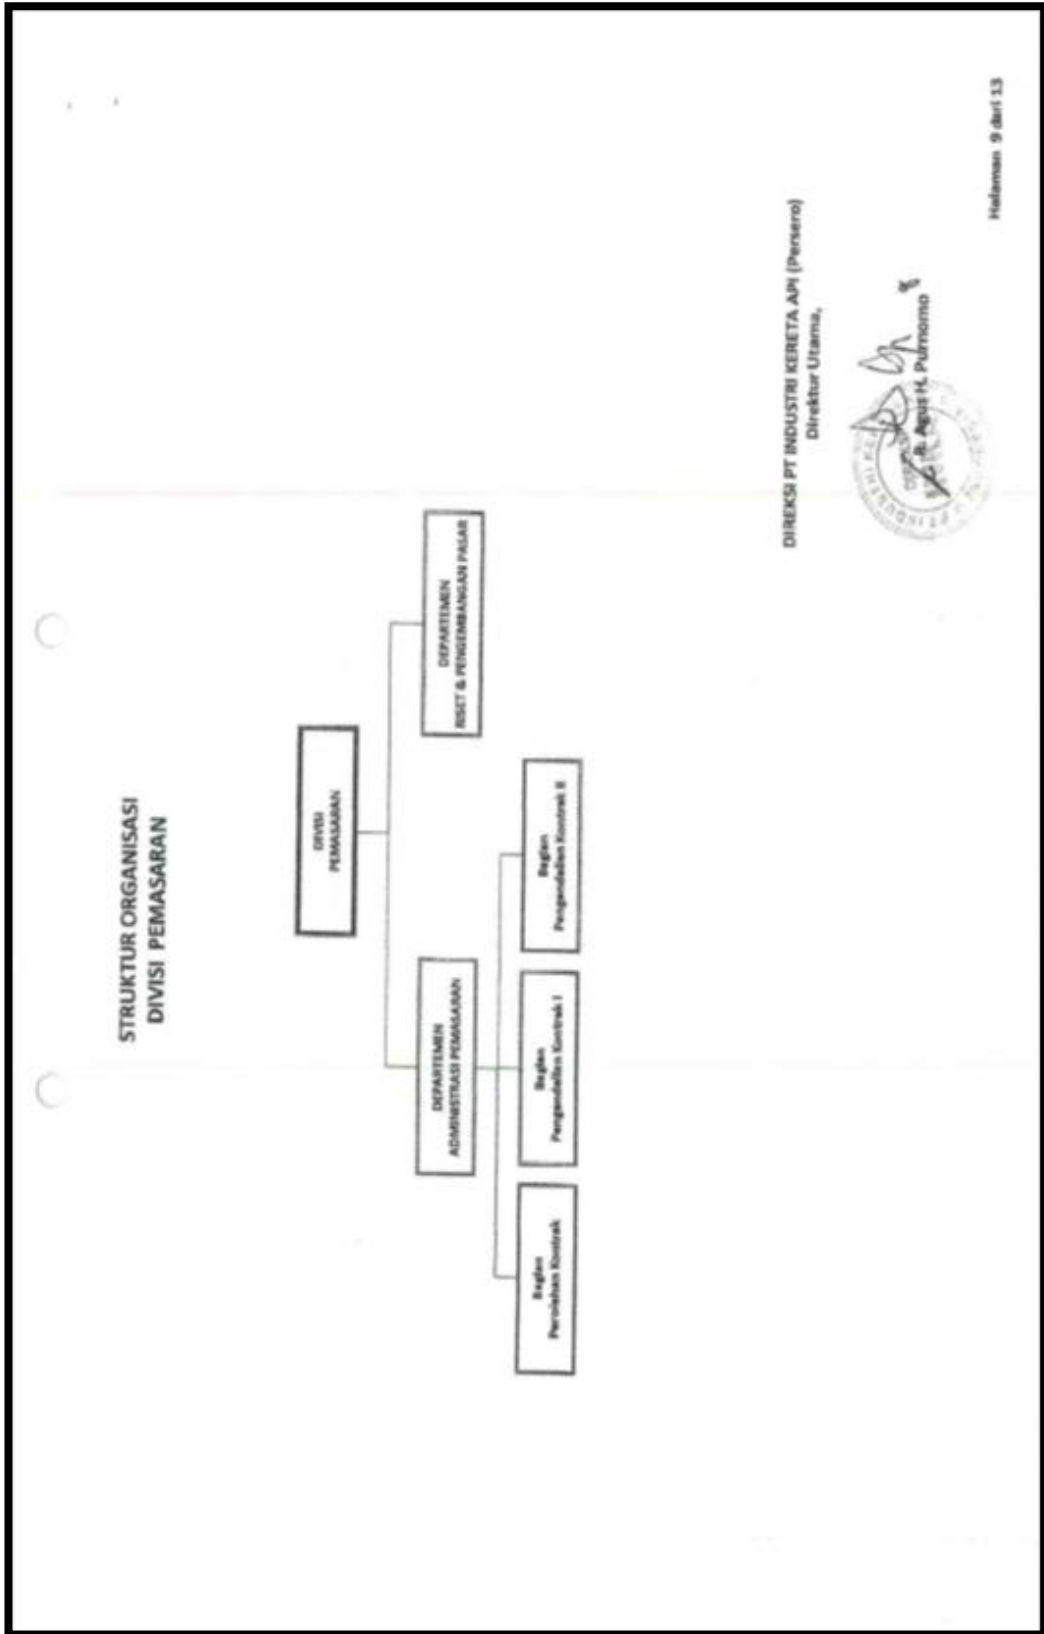 STRUKTUR ORGANISASI
DIVISI PEMASARAN
DIVISI
PEMASARAN
DEPARTEMEN
ADMINISTRASI PEMASARAN
DEPARTEMEN
RISET & PENGEMBANGAN PASAR
Bagian
Perolehan Kontrak
Bagian
Pengendalian Kontrak I
Bagian
Pengendalian Kontrak II
DIREKSI PT INDUSTRI KERETA API (Persero)
Direktur Utama,
R. Agus H. Purnomo
Halaman 9 dari 13